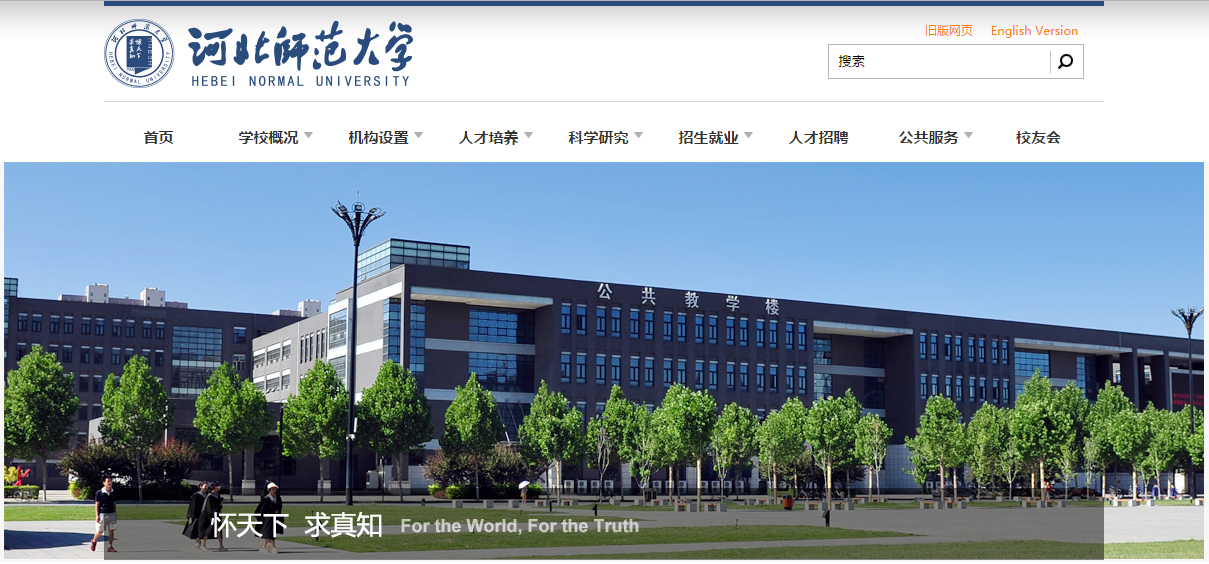 河北师范大学
HEBEI NORMAL UNIVERSITY
旧版网页 English Version
搜索
首页 学校概况 机构设置 人才培养 科学研究 招生就业 人才招聘 公共服务 校友会
公共教学楼
怀天下 求真知 For the World, For the Truth